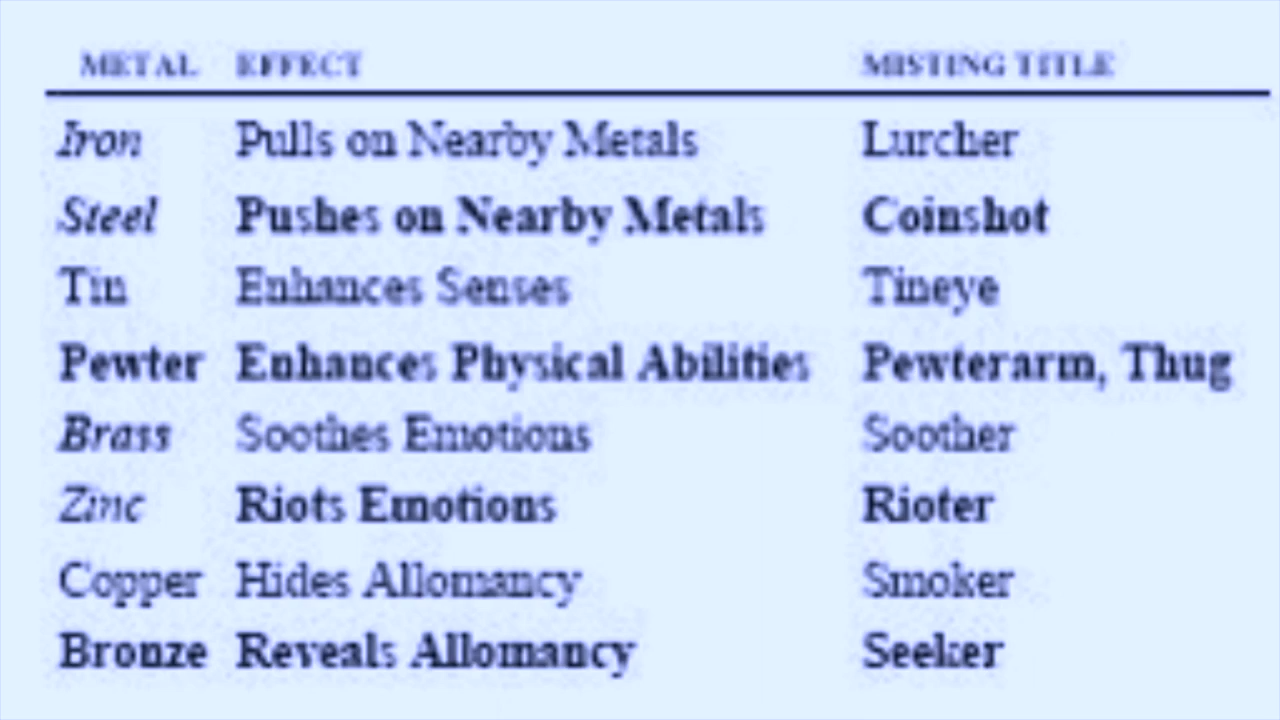 METAL EFFECT MISTING TITLE
Iron Pulls on Nearby Metals Lurcher
Steel Pushes on Nearby Metals Coinshot
Tin Enhances Senses Tineye
Pewter Enhances Physical Abilities Pewterarm, Thug
Brass Soothes Emotions Soother
Zinc Riots Emotions Rioter
Copper Hides Allomancy Smoker
Bronze Reveals Allomancy Seeker